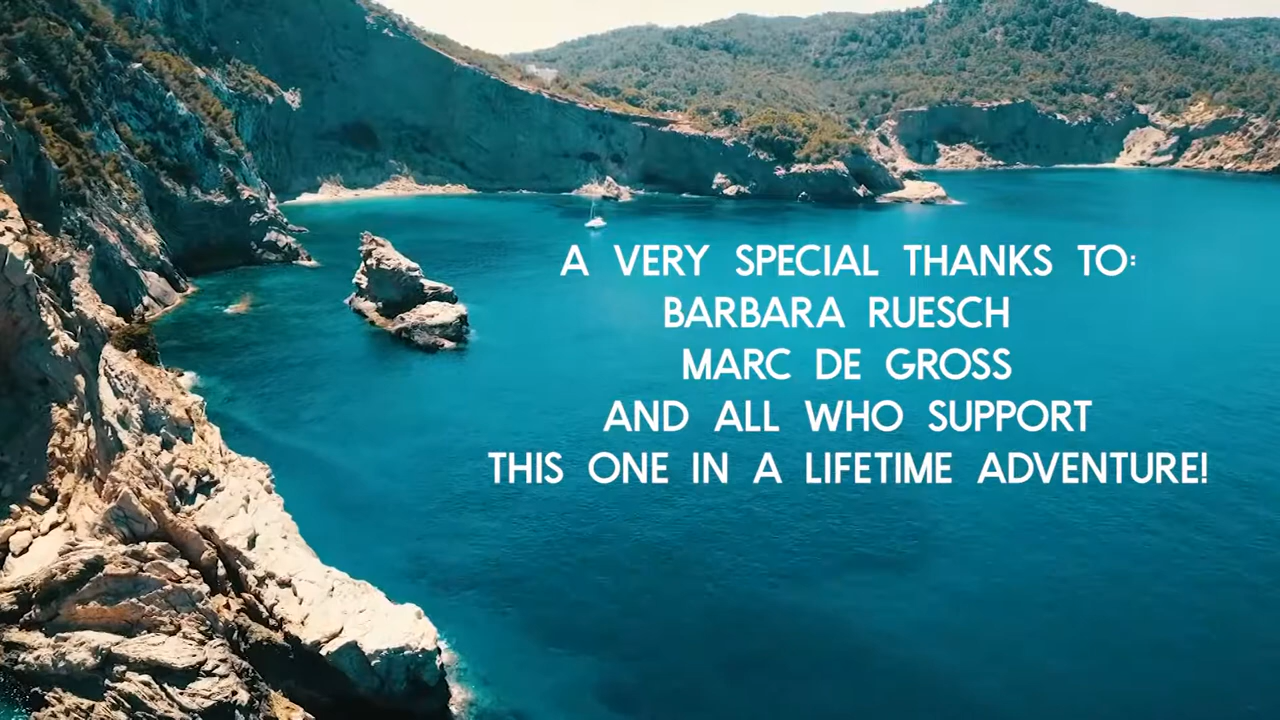 A VERY SPECIAL THANKS TO:
BARBARA RUESCH
MARC DE GROSS
AND ALL WHO SUPPORT
THIS ONE IN A LIFETIME ADVENTURE!